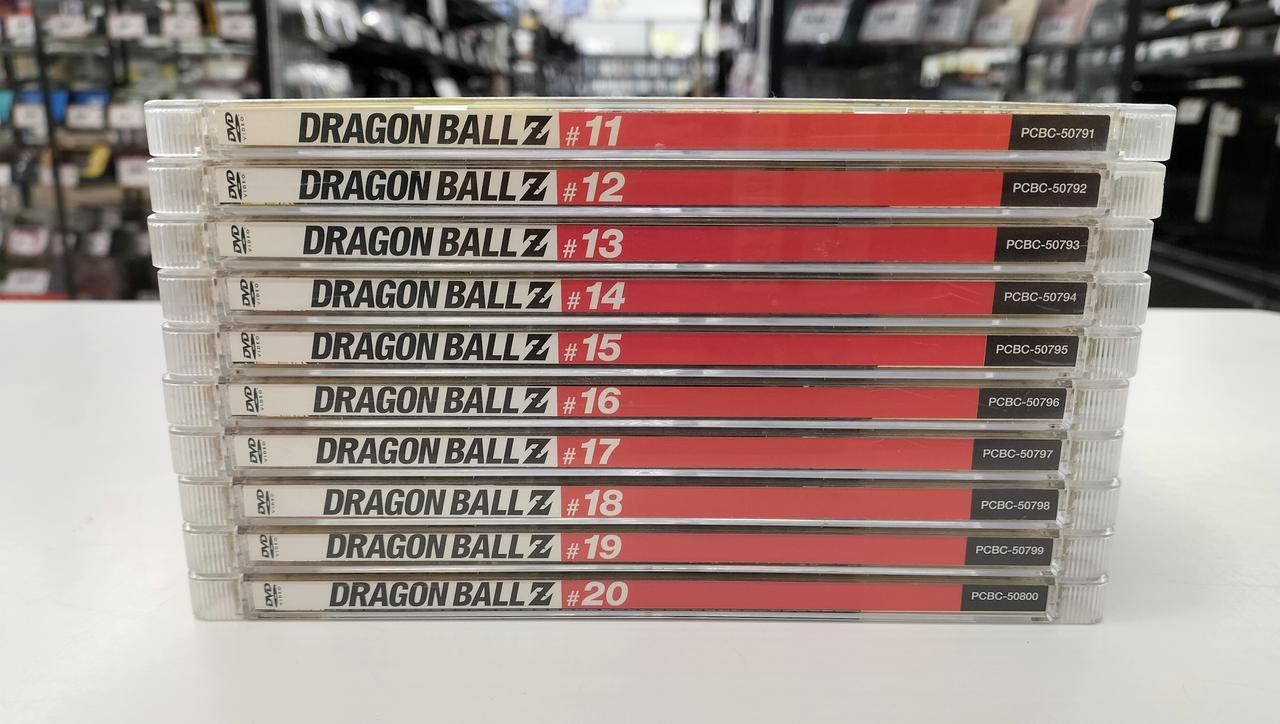 DVD VIDEO DRAGON BALL Z #11 PCBC-50791
DVD VIDEO DRAGON BALL Z #12 PCBC-50792
DVD VIDEO DRAGON BALL Z #13 PCBC-50793
DVD VIDEO DRAGON BALL Z #14 PCBC-50794
DVD VIDEO DRAGON BALL Z #15 PCBC-50795
DVD VIDEO DRAGON BALL Z #16 PCBC-50796
DVD VIDEO DRAGON BALL Z #17 PCBC-50797
DVD VIDEO DRAGON BALL Z #18 PCBC-50798
DVD VIDEO DRAGON BALL Z #19 PCBC-50799
DVD VIDEO DRAGON BALL Z #20 PCBC-50800